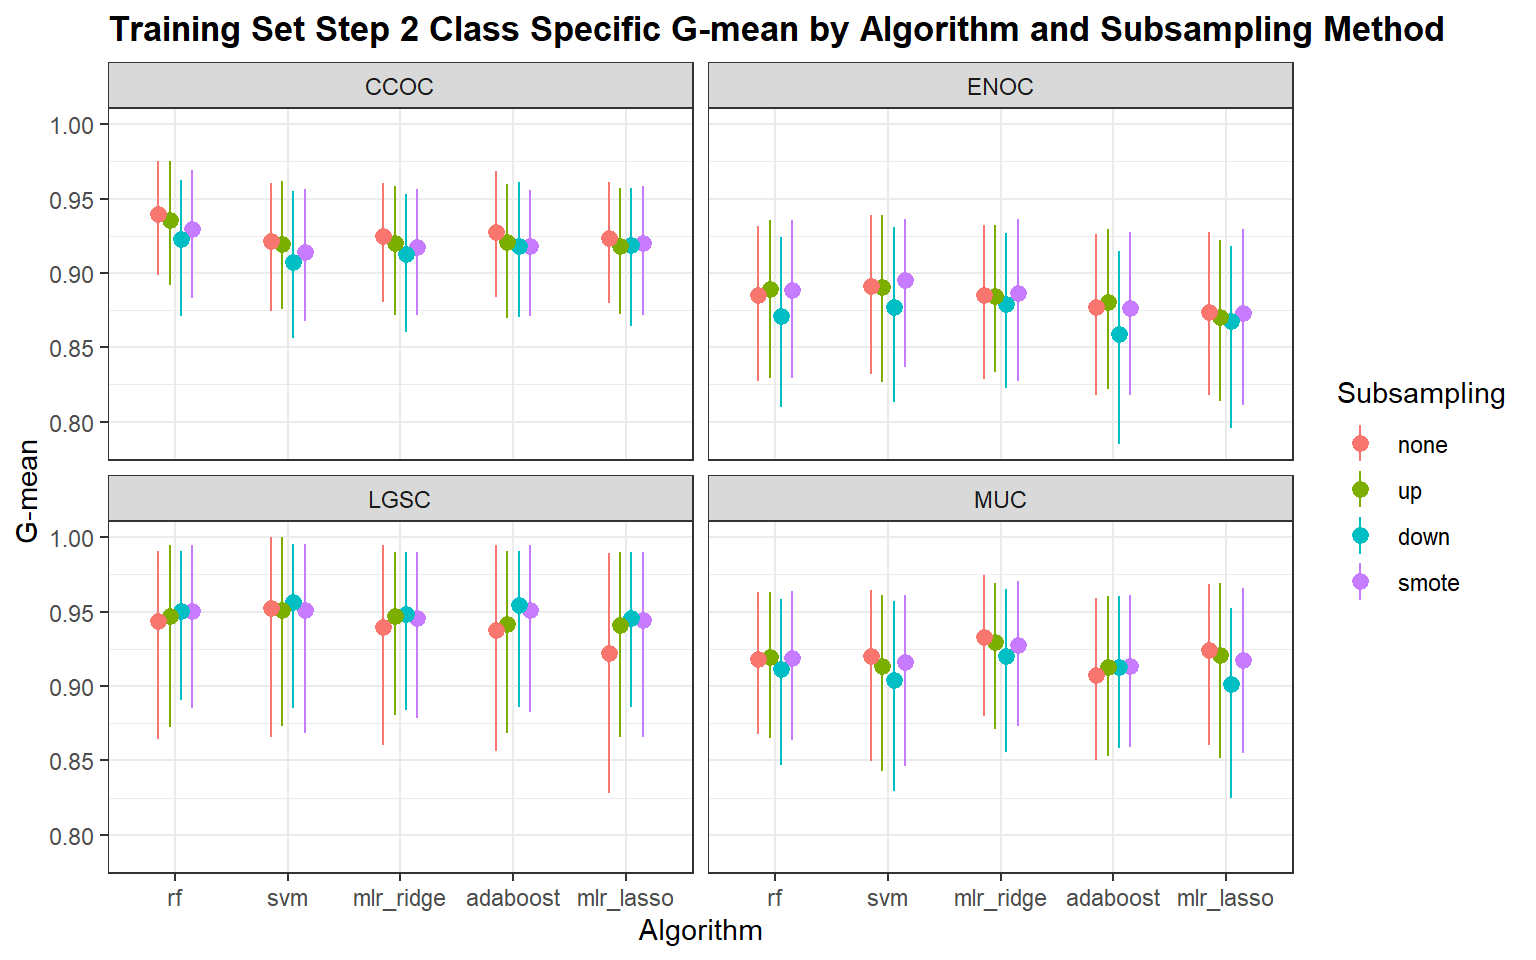 Training Set Step 2 Class Specific G-mean by Algorithm and Subsampling Method
CCOC
ENOC
1.00
0.95
0.90
0.85
0.80
LGSC
MUC
1.00
0.95
0.90
0.85
0.80
G-mean
rf svm mlr_ridge adaboost mlr_lasso
rf svm mlr_ridge adaboost mlr_lasso
Algorithm
Subsampling
none
up
down
smote